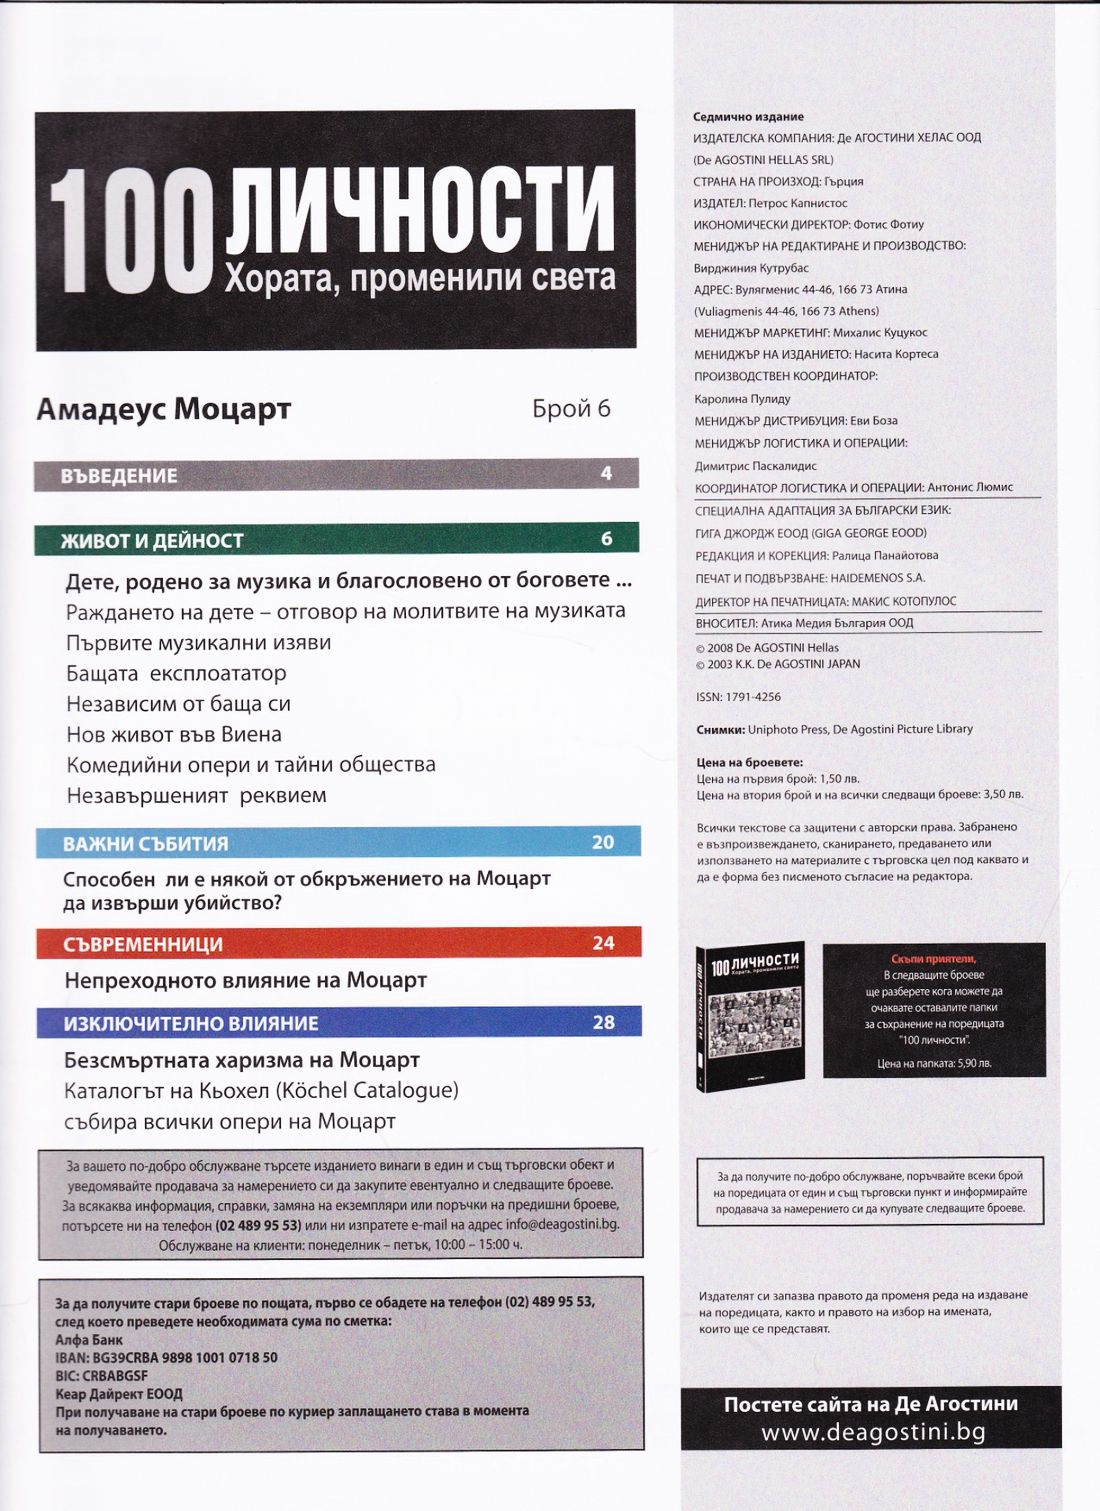 100 ЛИЧНОСТИ
Хората, променили света
Амадеус Моцарт Брой 6
ВЪВЕДЕНИЕ 4
ЖИВОТ И ДЕЙНОСТ 6
Дете, родено за музика и благословено от боговете ...
Раждането на дете – отговор на молитвите на музиката
Първите музикални изяви
Бащата експлоататор
Независим от баща си
Нов живот във Виена
Комедийни опери и тайни общества
Незавършеният реквием
ВАЖНИ СЪБИТИЯ 20
Способен ли е някой от обкръжението на Моцарт
да извърши убийство?
СЪВРЕМЕННИЦИ 24
Непреходното влияние на Моцарт
ИЗКЛЮЧИТЕЛНО ВЛИЯНИЕ 28
Безсмъртната харизма на Моцарт
Каталогът на Кьохел (Köchel Catalogue)
събира всички опери на Моцарт
За вашето по-добро обслужване търсете изданието винаги в един и същ търговски обект и
уведомявайте продавача за намерението си да закупите евентуално и следващите броеве.
За всякаква информация, справки, замяна на екземпляри или поръчки на предишни броеве,
потърсете ни на телефон (02 489 95 53) или ни изпратете e-mail на адрес info@deagostini.bg.
Обслужване на клиенти: понеделник – петък, 10:00 – 15:00 ч.
За да получите стари броеве по пощата, първо се обадете на телефон (02) 489 95 53,
след което преведете необходимата сума по сметка:
Алфа Банк
IBAN: BG39CRBA 9898 1001 0718 50
BIC: CRBABGSF
Кеар Дайрект ЕООД
При получаване на стари броеве по куриер заплащането става в момента
на получаването.
Седмично издание
ИЗДАТЕЛСКА КОМПАНИЯ: Де АГОСТИНИ ХЕЛАС ООД
(De AGOSTINI HELLAS SRL)
СТРАНА НА ПРОИЗХОД: Гърция
ИЗДАТЕЛ: Петрос Капнистос
ИКОНОМИЧЕСКИ ДИРЕКТОР: Фотис Фотиу
МЕНИДЖЪР НА РЕДАКТИРАНЕ И ПРОИЗВОДСТВО:
Вирджиния Кутрубас
АДРЕС: Вулягменис 44-46, 166 73 Атина
(Vuliagmenis 44-46, 166 73 Athens)
МЕНИДЖЪР МАРКЕТИНГ: Михалис Куцукос
МЕНИДЖЪР НА ИЗДАНИЕТО: Насита Кортеса
ПРОИЗВОДСТВЕН КООРДИНАТОР:
Каролина Пулиду
МЕНИДЖЪР ДИСТРИБУЦИЯ: Еви Боза
МЕНИДЖЪР ЛОГИСТИКА И ОПЕРАЦИИ:
Димитрис Паскалидис
КООРДИНАТОР ЛОГИСТИКА И ОПЕРАЦИИ: Антонис Люмис
СПЕЦИАЛНА АДАПТАЦИЯ ЗА БЪЛГАРСКИ ЕЗИК:
ГИГА ДЖОРДЖ ЕООД (GIGA GEORGE EOOD)
РЕДАКЦИЯ И КОРЕКЦИЯ: Ралица Панайотова
ПЕЧАТ И ПОДВЪРЗВАНЕ: HAIDEMENOS S.A.
ДИРЕКТОР НА ПЕЧАТНИЦАТА: МАКИС КОТОПУЛОС
ВНОСИТЕЛ: Атика Медия България ООД
© 2008 De AGOSTINI Hellas
© 2003 K.K. De AGOSTINI JAPAN
ISSN: 1791-4256
Снимки: Uniphoto Press, De Agostini Picture Library
Цена на броевете:
Цена на първия брой: 1,50 лв.
Цена на втория брой и на всички следващи броеве: 3,50 лв.
Всички текстове са защитени с авторски права. Забранено
е възпроизвеждането, сканирането, предаването или
използването на материалите с търговска цел под каквато и
да е форма без писменото съгласие на редактора.
100 ЛИЧНОСТИ
Хората, променили света
100 ЛИЧНОСТИ
Скъпи приятели,
В следващите броеве
ще разберете кога можете да
очаквате оставалите папки
за съхранение на поредицата
"100 личности".
Цена на папката: 5,90 лв.
За да получите по-добро обслужване, поръчвайте всеки брой
на поредицата от един и същ търговски пункт и информирайте
продавача за намерението си да купувате следващите броеве.
Издателят си запазва правото да променя реда на издаване
на поредицата, както и правото на избор на имената,
които ще се представят.
Постете сайта на Де Агостини
www.deagostini.bg